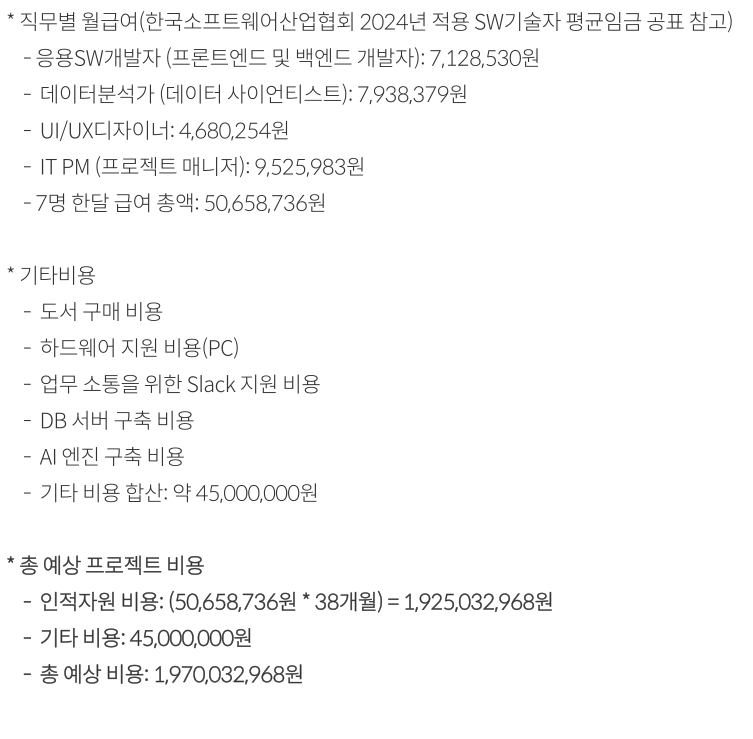 * 직무별 월급여(한국소프트웨어산업협회 2024년 적용 SW기술자 평균임금 공표 참고)
- 응용SW개발자 (프론트엔드 및 백엔드 개발자): 7,128,530원
- 데이터분석가 (데이터 사이언티스트): 7,938,379원
- UI/UX디자이너: 4,680,254원
- IT PM (프로젝트 매니저): 9,525,983원
- 7명 한달 급여 총액: 50,658,736원
* 기타비용
- 도서 구매 비용
- 하드웨어 지원 비용(PC)
- 업무 소통을 위한 Slack 지원 비용
- DB 서버 구축 비용
- AI 엔진 구축 비용
- 기타 비용 합산: 약 45,000,000원
* 총 예상 프로젝트 비용
- 인적자원 비용: (50,658,736원 * 38개월) = 1,925,032,968원
- 기타 비용: 45,000,000원
- 총 예상 비용: 1,970,032,968원